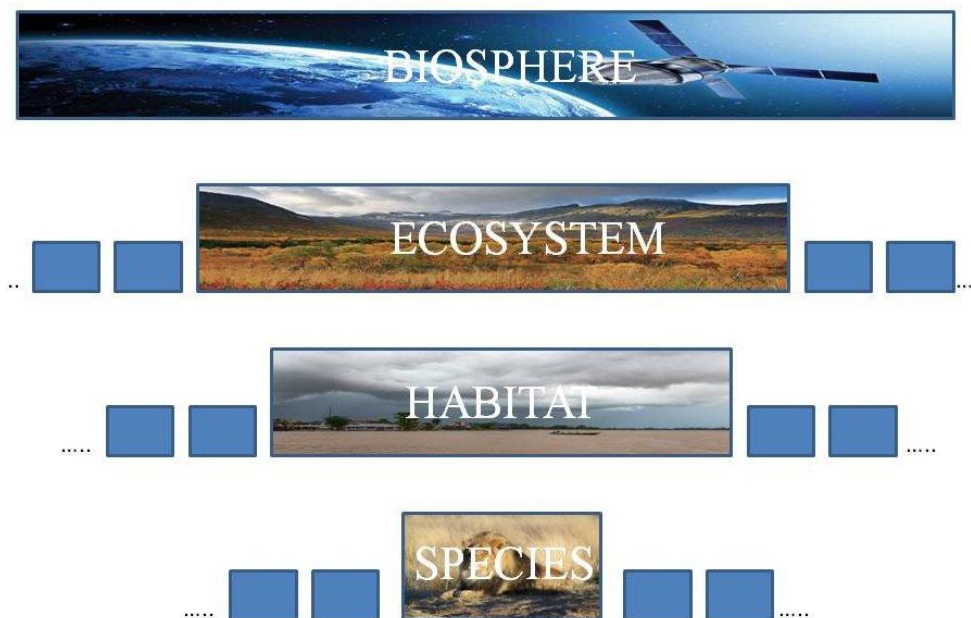 BIOSPHERE
.. ECOSYSTEM ...
..... HABITAT .....
..... SPECIES .....